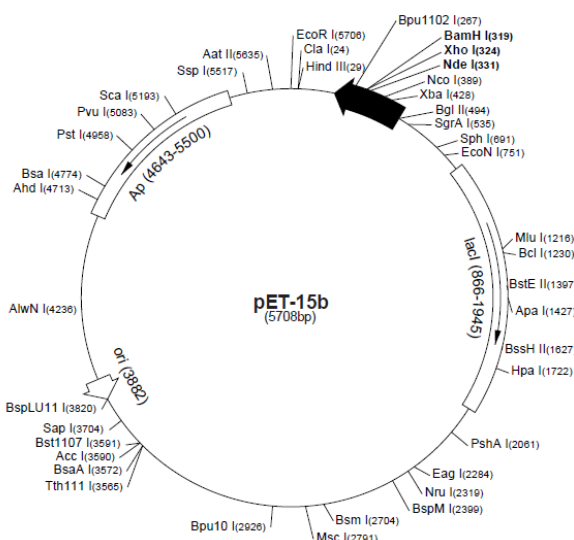 EcoR I(5706)
Cla I(24)
Hind III(29)
Bpu1102 I(267)
BamH I(319)
Xho I(324)
Nde I(331)
Nco I(389)
Xba I(428)
Bgl II(494)
SgrA I(535)
Sph I(691)
EcoN I(751)
lacI (866-1945)
Mlu I(1216)
Bcl I(1230)
BstE II(1397
Apa I(1427)
BssH II(1627)
Hpa I(1722)
PshA I(2061)
Eag I(2284)
Nru I(2319)
BspM I(2399)
Bsm I(2704)
Msc I(2791)
Bpu10 I(2926)
Tth111 I(3565)
BsaA I(3572)
Acc I(3590)
Bst1107 I(3591)
Sap I(3704)
BspLU11 I(3820)
ori (3882)
AlwN I(4236)
Ahd I(4713)
Bsa I(4774)
Ap (4643-5500)
Pst I(4958)
Pvu I(5083)
Sca I(5193)
Ssp I(5517)
Aat II(5635)
pET-15b
(5708bp)